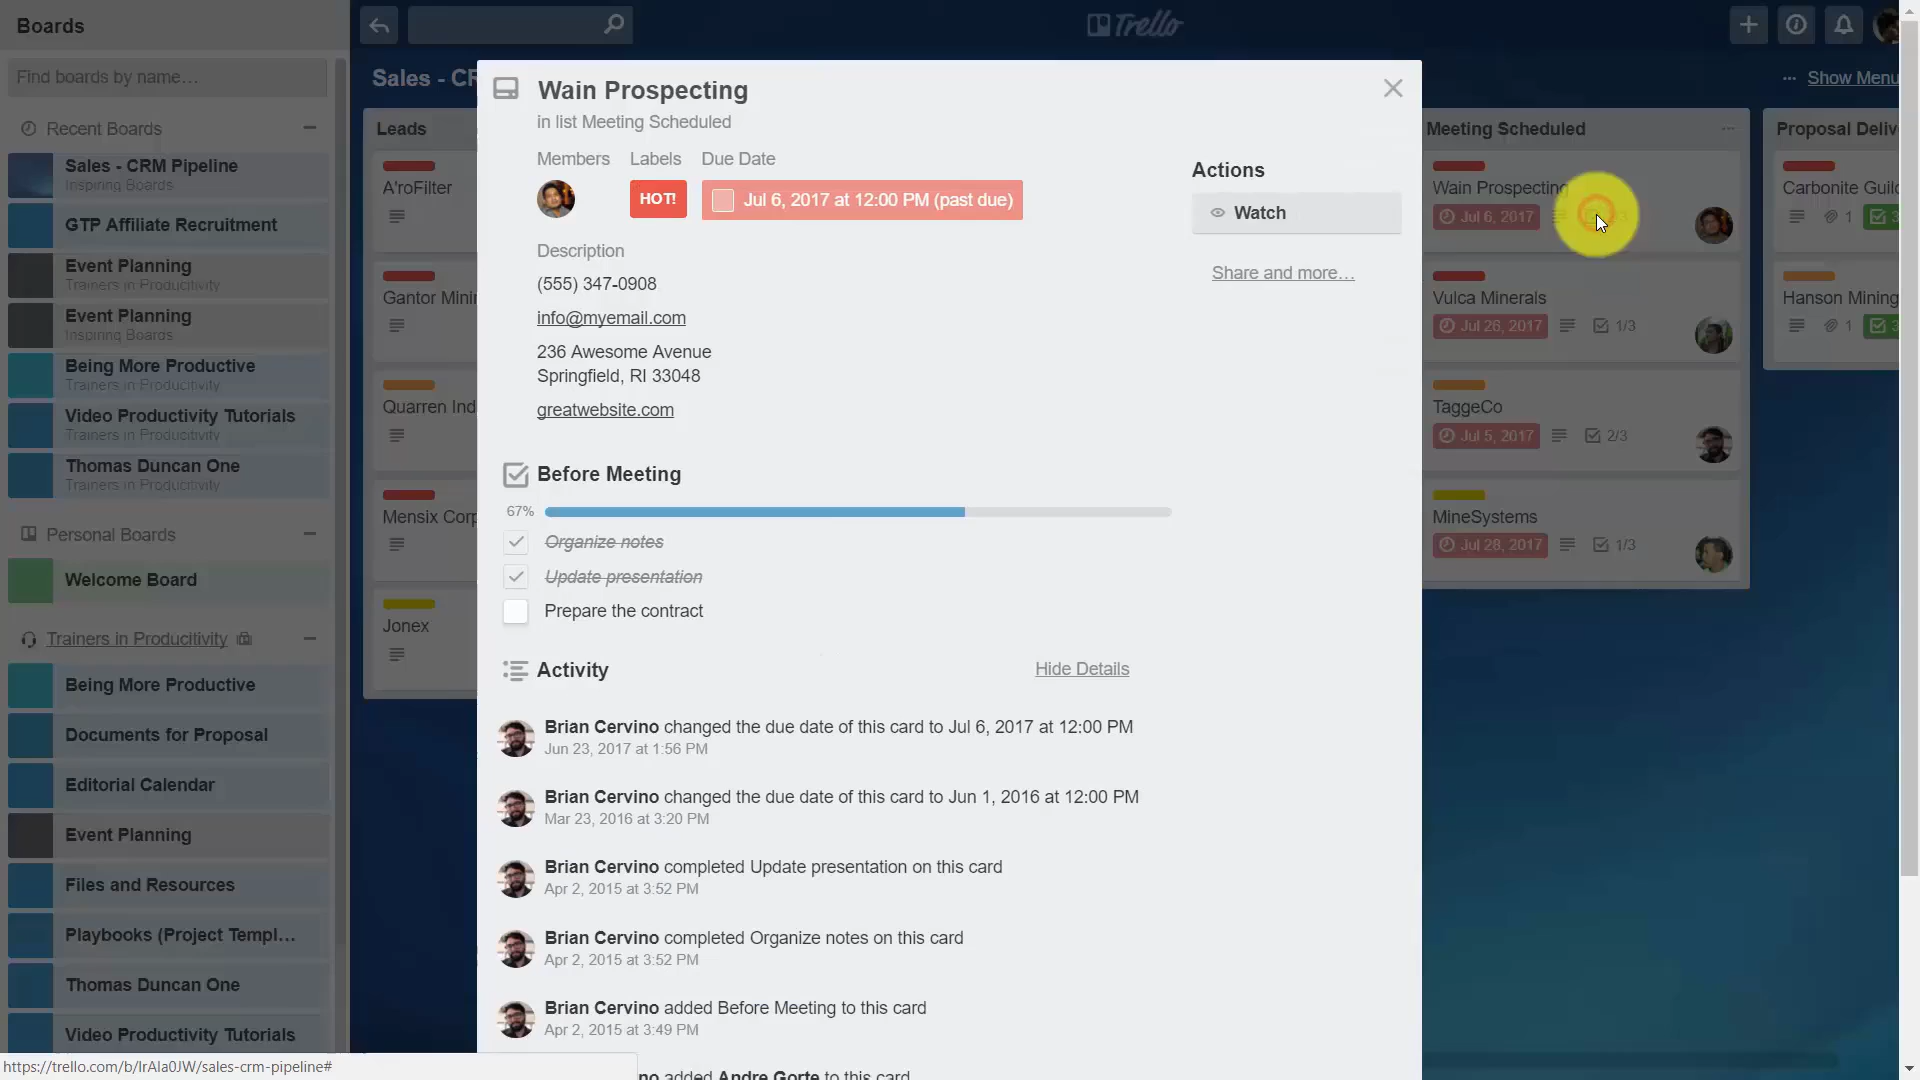 Boards
Find boards by name…
Recent Boards
Sales - CRM Pipeline
Inspiring Boards
GTP Affiliate Recruitment
Event Planning
Trainers in Productivity
Event Planning
Inspiring Boards
Being More Productive
Trainers in Productivity
Video Productivity Tutorials
Trainers in Productivity
Thomas Duncan One
Trainers in Productivity
Personal Boards
Welcome Board
Trainers in Producitivity
Being More Productive
Documents for Proposal
Editorial Calendar
Event Planning
Files and Resources
Playbooks (Project Templ…
Thomas Duncan One
Video Productivity Tutorials
https://trello.com/b/IrAla0JW/sales-crm-pipeline#
Trello
Sales - CR
Show Menu
Leads
A'roFilter
Gantor Mini
Quarren Ind
Mensix Corp
Jonex
Wain Prospecting
in list Meeting Scheduled
Members
Labels
Due Date
HOT!
Jul 6, 2017 at 12:00 PM (past due)
Description
(555) 347-0908
info@myemail.com
236 Awesome Avenue
Springfield, RI 33048
greatwebsite.com
Before Meeting
67%
Organize notes
Update presentation
Prepare the contract
Activity
Hide Details
Brian Cervino changed the due date of this card to Jul 6, 2017 at 12:00 PM
Jun 23, 2017 at 1:56 PM
Brian Cervino changed the due date of this card to Jun 1, 2016 at 12:00 PM
Mar 23, 2016 at 3:20 PM
Brian Cervino completed Update presentation on this card
Apr 2, 2015 at 3:52 PM
Brian Cervino completed Organize notes on this card
Apr 2, 2015 at 3:52 PM
Brian Cervino added Before Meeting to this card
Apr 2, 2015 at 3:49 PM
no added Andre Gorte to this card
Actions
Watch
Share and more…
Meeting Scheduled
Wain Prospecting
Jul 6, 2017
Vulca Minerals
Jul 26, 2017
1/3
TaggeCo
Jul 5, 2017
2/3
MineSystems
Jul 28, 2017
1/3
Proposal Deliv
Carbonite Guild
1
3
Hanson Mining
1
3